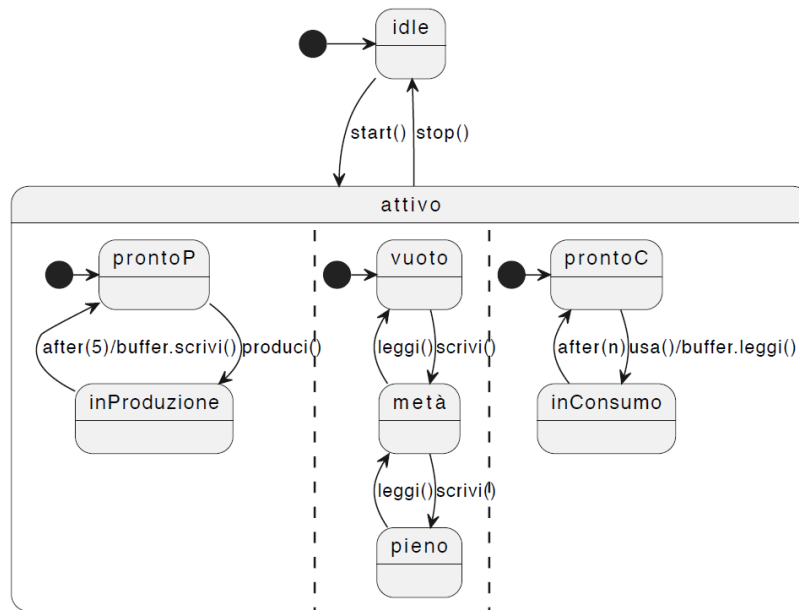 idle
start() stop()
attivo
prontoP vuoto prontoC
after(5)/buffer.scrivi() produci() leggi() scrivi() after(n) usa()/buffer.leggi()
inProduzione metà inConsumo
leggi() scrivi()
pieno